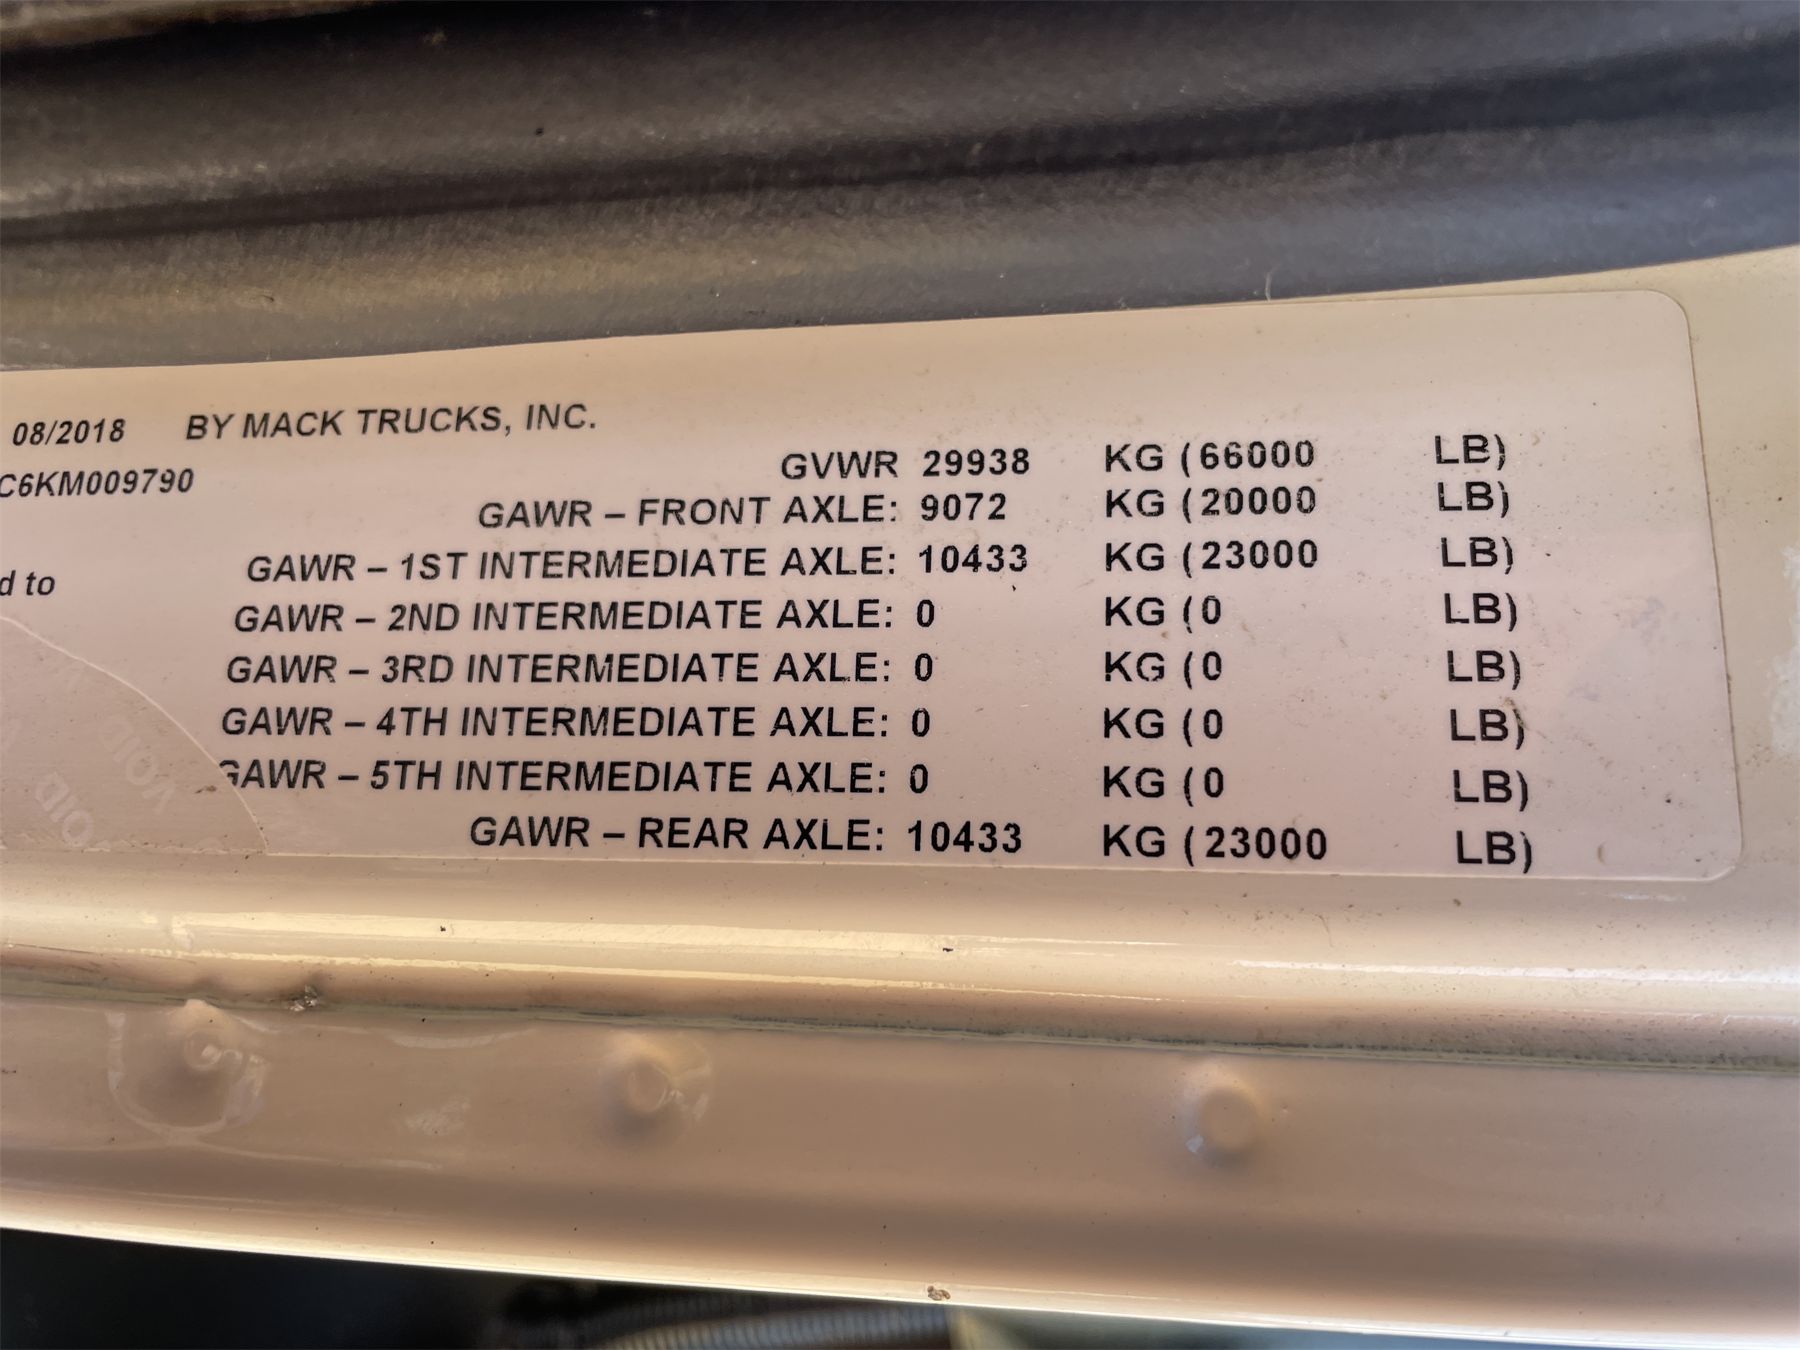 08/2018 BY MACK TRUCKS, INC.
GVWR 29938 KG (66000 LB)
C6KM009790
GAWR – FRONT AXLE: 9072 KG (20000 LB)
GAWR – 1ST INTERMEDIATE AXLE: 10433 KG (23000 LB)
d to
GAWR – 2ND INTERMEDIATE AXLE: 0 KG (0 LB)
GAWR – 3RD INTERMEDIATE AXLE: 0 KG (0 LB)
GAWR – 4TH INTERMEDIATE AXLE: 0 KG (0 LB)
GAWR – 5TH INTERMEDIATE AXLE: 0 KG (0 LB)
GAWR – REAR AXLE: 10433 KG (23000 LB)
VOID
OID